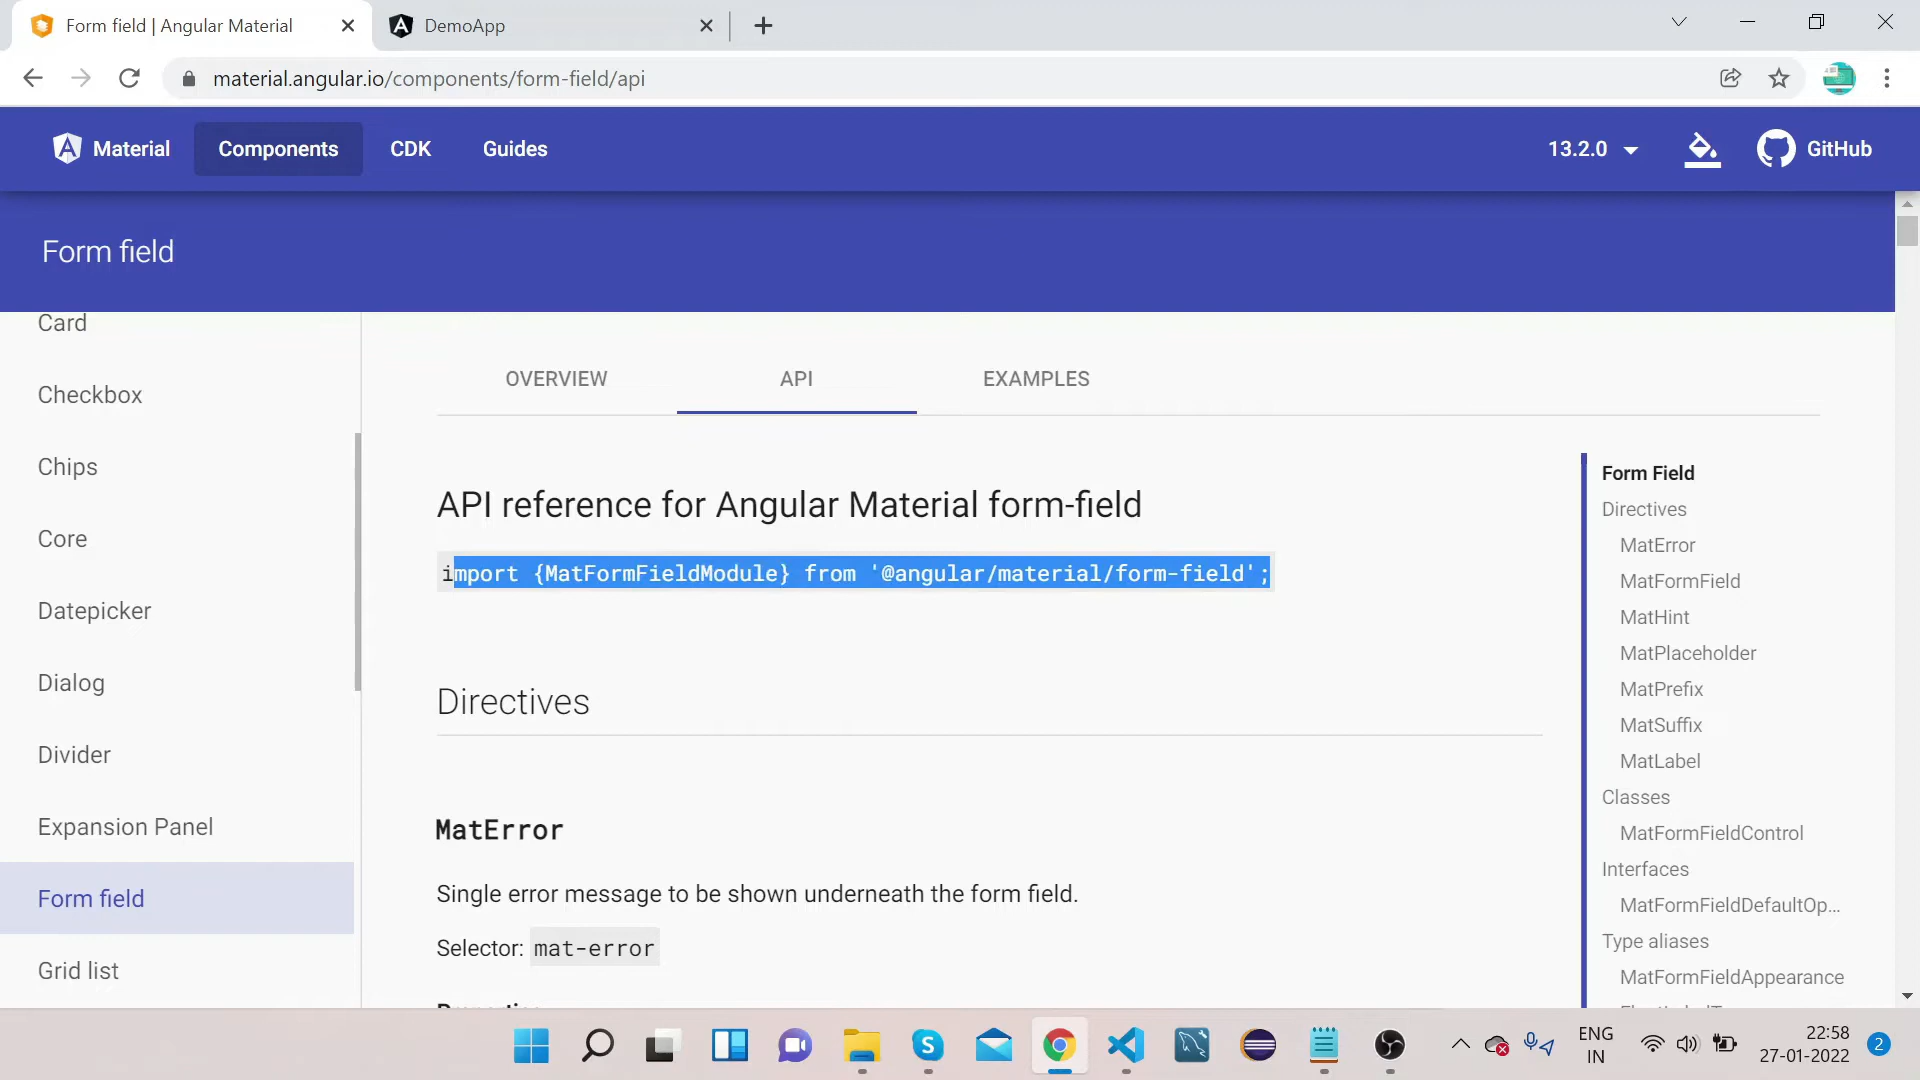 Form field | Angular Material
DemoApp
material.angular.io/components/form-field/api
Material
Components
CDK
Guides
13.2.0
GitHub
Form field
Card
Checkbox
Chips
Core
Datepicker
Dialog
Divider
Expansion Panel
Form field
Grid list
OVERVIEW
API
EXAMPLES
API reference for Angular Material form-field
import {MatFormFieldModule} from '@angular/material/form-field';
Directives
MatError
Single error message to be shown underneath the form field.
Selector: mat-error
Form Field
Directives
MatError
MatFormField
MatHint
MatPlaceholder
MatPrefix
MatSuffix
MatLabel
Classes
MatFormFieldControl
Interfaces
MatFormFieldDefaultOp...
Type aliases
MatFormFieldAppearance
ENG
IN
22:58
27-01-2022
2